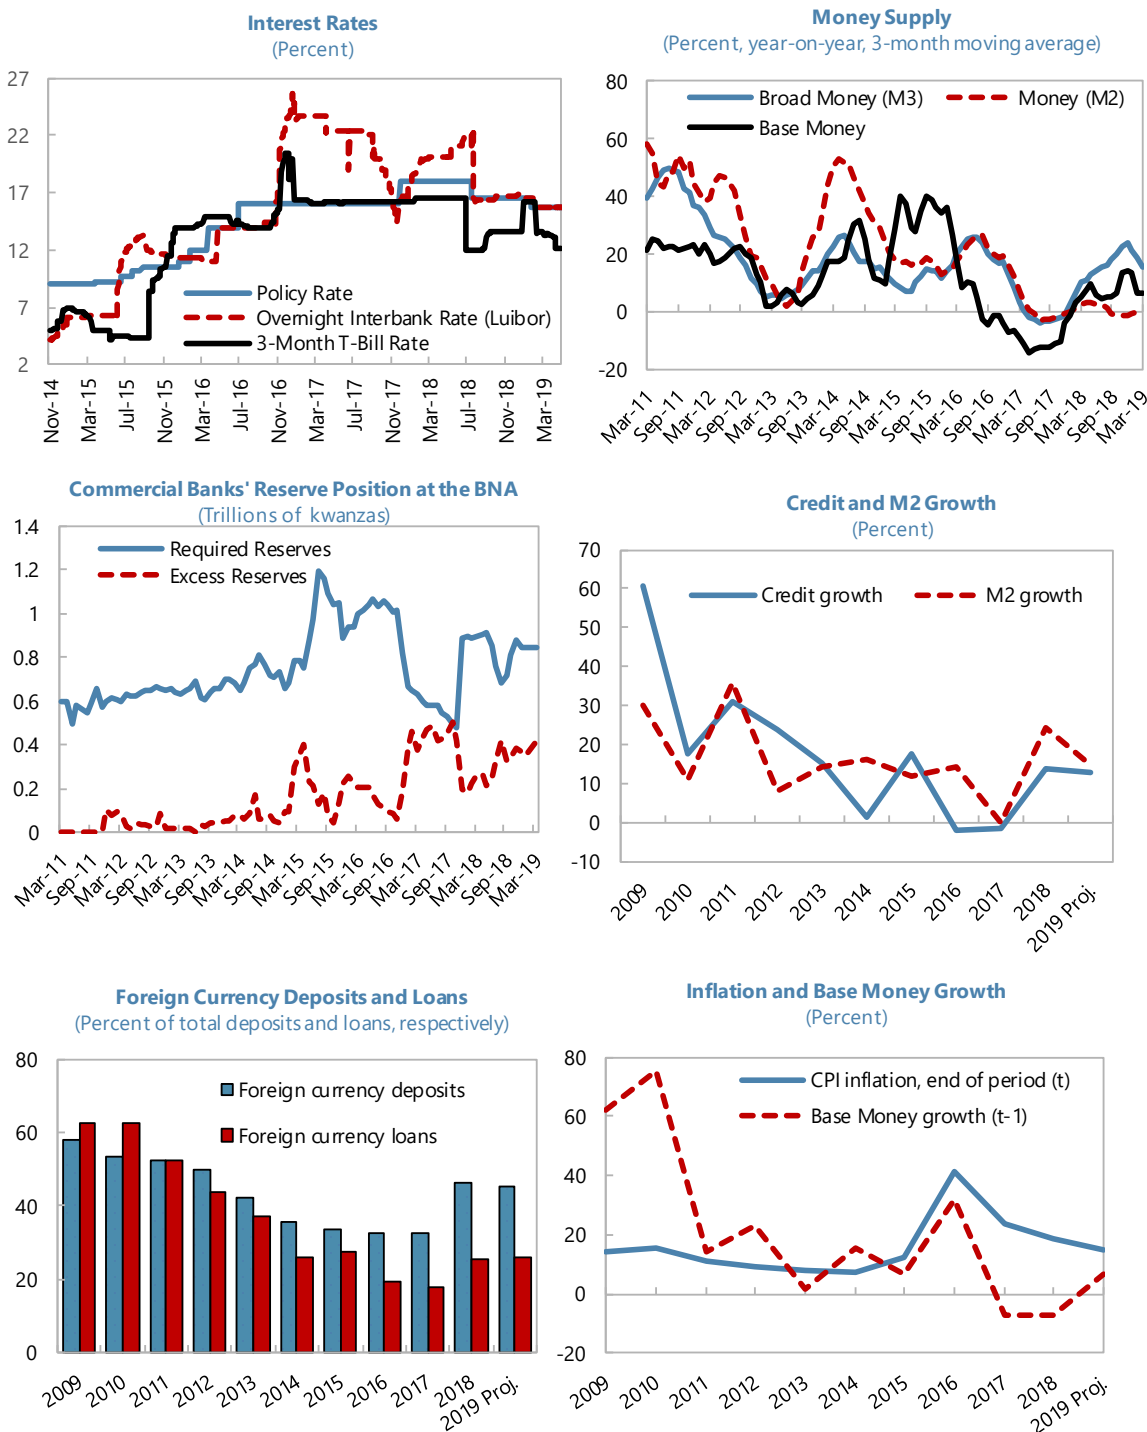 Interest Rates
(Percent)
27
22
17
12
7
2
Policy Rate
Overnight Interbank Rate (Luibor)
3-Month T-Bill Rate
Nov-14
Mar-15
Jul-15
Nov-15
Mar-16
Jul-16
Nov-16
Mar-17
Jul-17
Nov-17
Mar-18
Jul-18
Nov-18
Mar-19
Money Supply
(Percent, year-on-year, 3-month moving average)
80
60
40
20
0
-20
Broad Money (M3)
Money (M2)
Base Money
Mar-11
Sep-11
Mar-12
Sep-12
Mar-13
Sep-13
Mar-14
Sep-14
Mar-15
Sep-15
Mar-16
Sep-16
Mar-17
Sep-17
Mar-18
Sep-18
Mar-19
Commercial Banks' Reserve Position at the BNA
(Trillions of kwanzas)
1.4
1.2
1
0.8
0.6
0.4
0.2
0
Required Reserves
Excess Reserves
Mar-11
Sep-11
Mar-12
Sep-12
Mar-13
Sep-13
Mar-14
Sep-14
Mar-15
Sep-15
Mar-16
Sep-16
Mar-17
Sep-17
Mar-18
Sep-18
Mar-19
Credit and M2 Growth
(Percent)
70
60
50
40
30
20
10
0
-10
Credit growth
M2 growth
2009
2010
2011
2012
2013
2014
2015
2016
2017
2018
2019 Proj.
Foreign Currency Deposits and Loans
(Percent of total deposits and loans, respectively)
80
60
40
20
0
Foreign currency deposits
Foreign currency loans
2009
2010
2011
2012
2013
2014
2015
2016
2017
2018
2019 Proj.
Inflation and Base Money Growth
(Percent)
80
60
40
20
0
-20
CPI inflation, end of period (t)
Base Money growth (t-1)
2009
2010
2011
2012
2013
2014
2015
2016
2017
2018
2019 Proj.